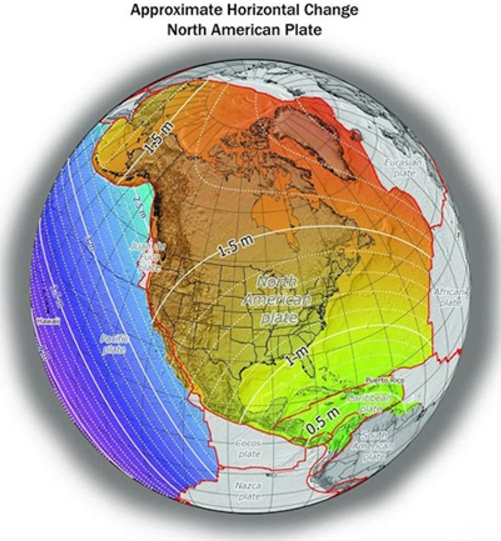 Approximate Horizontal Change
North American Plate
1.5 m
Eurasian
plate
2.5 m
Juan de
Fuca
plate
1.5 m
North
American
plate
African
plate
Hawaii
Pacific
plate
1 m
Puerto Rico
Caribbean
plate
0.5 m
Cocos
plate
South
American
plate
Nazca
plate